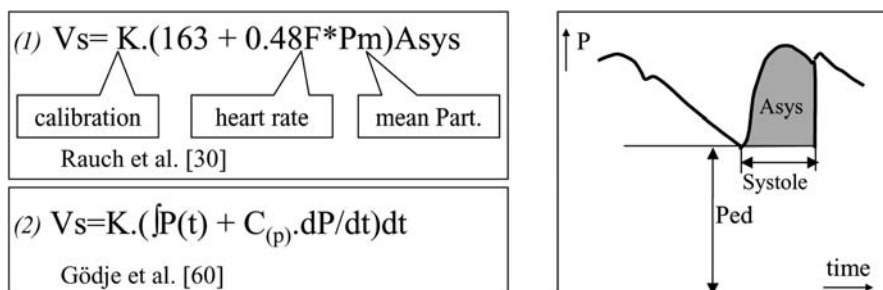 (1) Vs= K.(163 + 0.48F*Pm)Asys
calibration
heart rate
mean Part.
Rauch et al. [30]
(2) Vs=K.(∫P(t) + C(p).dP/dt)dt
Gödje et al. [60]
P
Asys
Systole
Ped
time